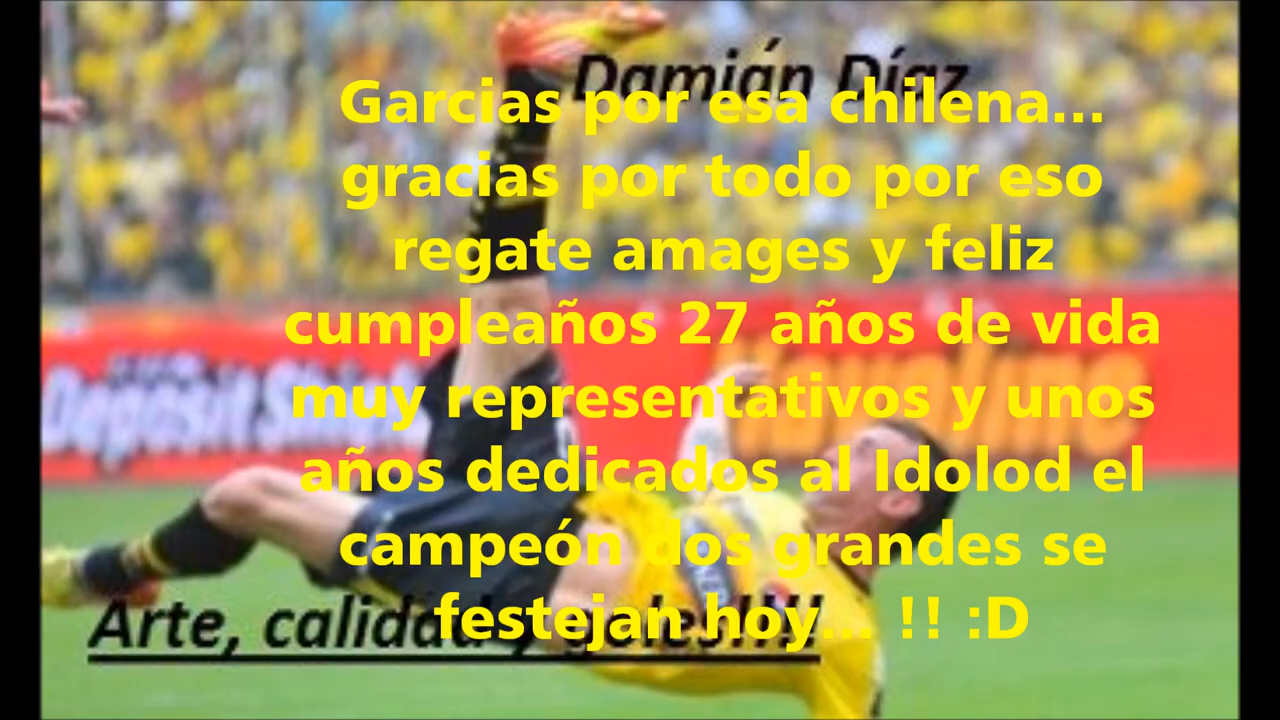 Damián Díaz
Garcias por esa chilena...
gracias por todo por eso
regate amages y feliz
cumpleaños 27 años de vida
muy representativos y unos
años dedicados al Idolod el
campeón dos grandes se
festejan hoy... !! :D
Arte, calidad y goles!!!!